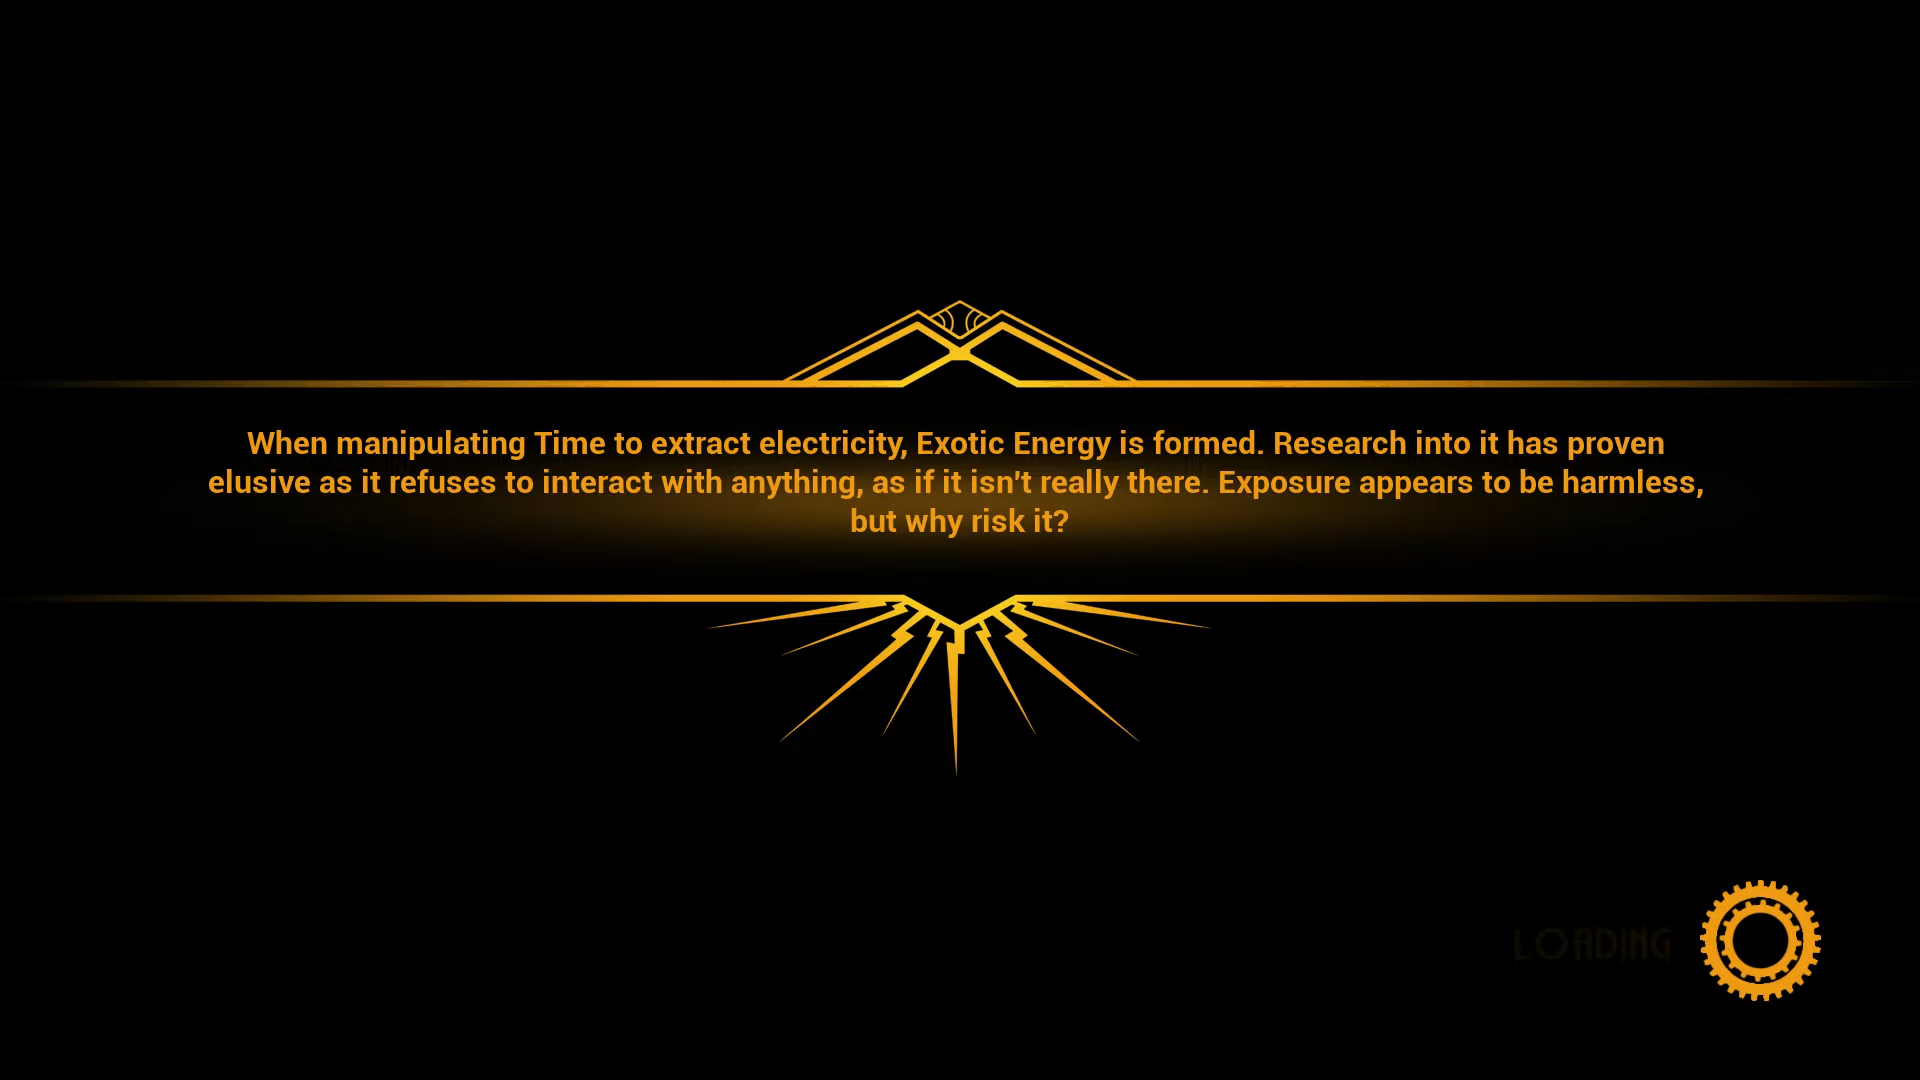 When manipulating Time to extract electricity, Exotic Energy is formed. Research into it has proven
elusive as it refuses to interact with anything, as if it isn't really there. Exposure appears to be harmless,
but why risk it?
LOADING